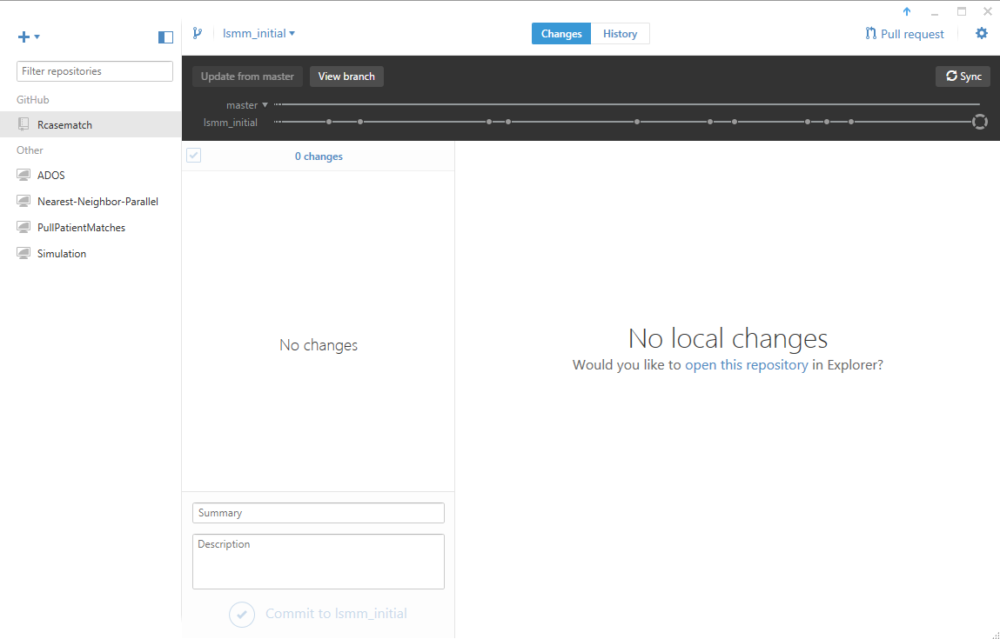 lsmm_initial
Changes
History
Pull request
Filter repositories
GitHub
Rcasematch
Other
ADOS
Nearest-Neighbor-Parallel
PullPatientMatches
Simulation
Update from master
View branch
Sync
master
lsmm_initial
0 changes
No changes
No local changes
Would you like to open this repository in Explorer?
Summary
Description
Commit to lsmm_initial